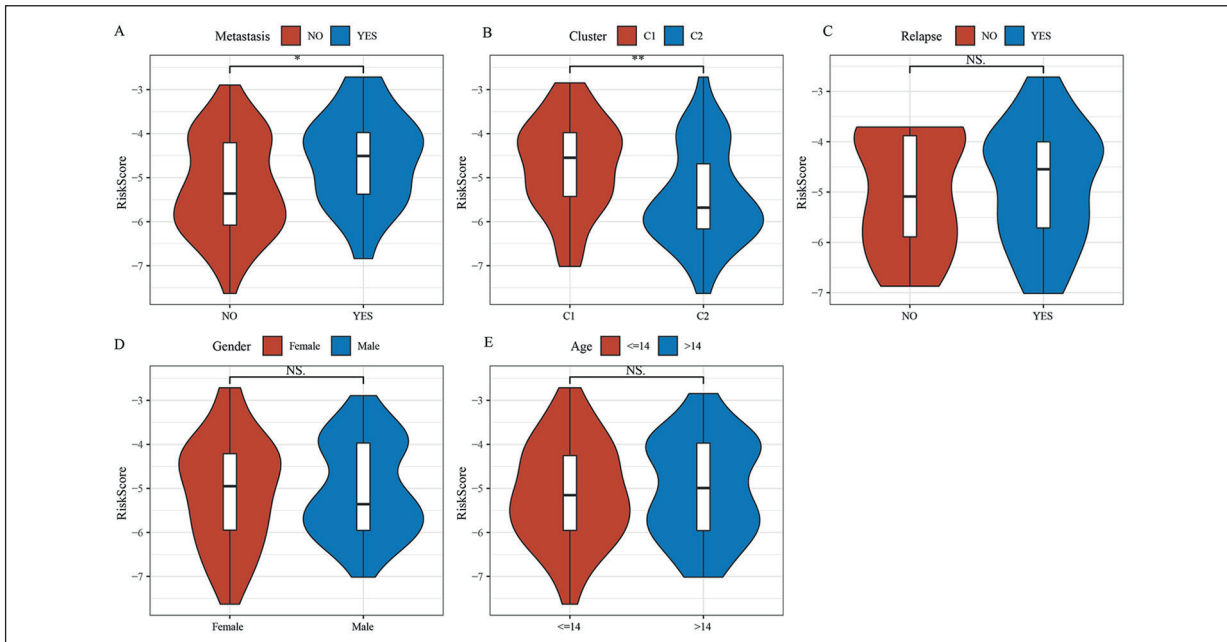 A Metastasis NO YES
*
RiskScore
−3
−4
−5
−6
−7
NO YES
B Cluster C1 C2
**
RiskScore
−3
−4
−5
−6
−7
C1 C2
C Relapse NO YES
NS.
RiskScore
−3
−4
−5
−6
−7
NO YES
D Gender Female Male
NS.
RiskScore
−3
−4
−5
−6
−7
Female Male
E Age <=14 >14
NS.
RiskScore
−3
−4
−5
−6
−7
<=14 >14